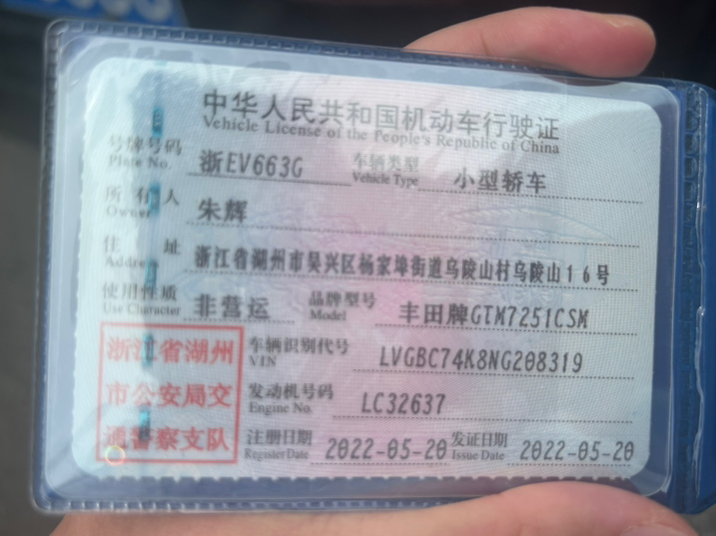 中华人民共和国机动车行驶证
Vehicle License of the People's Republic of China
号牌号码 浙EV663G 车辆类型 小型轿车
Plate No. Vehicle Type
所有人 朱辉
Owner
住址 浙江省湖州市吴兴区杨家埠街道乌陵山村乌陵山16号
Address
使用性质 非营运 品牌型号 丰田牌GTM7251CSM
Use Character Model
浙江省湖州 车辆识别代号 LVGBC74K8NG208319
VIN
市公安局交 发动机号码 LC32637
Engine No.
通警察支队 注册日期 2022-05-20 发证日期 2022-05-20
Register Date Issue Date